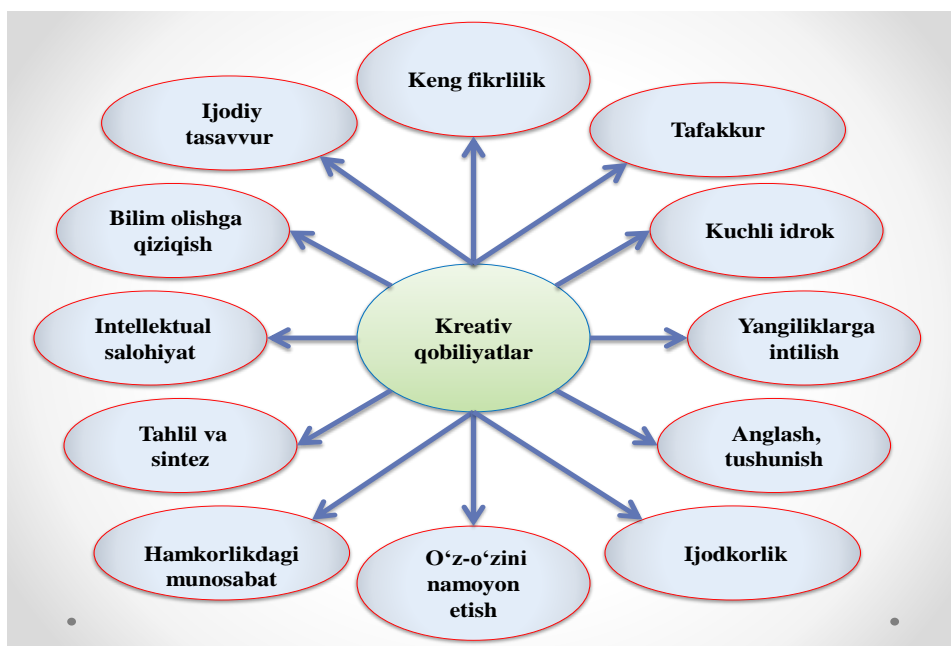 Keng fikrlilik
Ijodiy
tasavvur
Tafakkur
Bilim olishga
qiziqish
Kuchli idrok
Intellektual
salohiyat
Kreativ
qobiliyatlar
Yangiliklarga
intilish
Tahlil va
sintez
Anglash,
tushunish
Hamkorlikdagi
munosabat
O‘z-o‘zini
namoyon
etish
Ijodkorlik